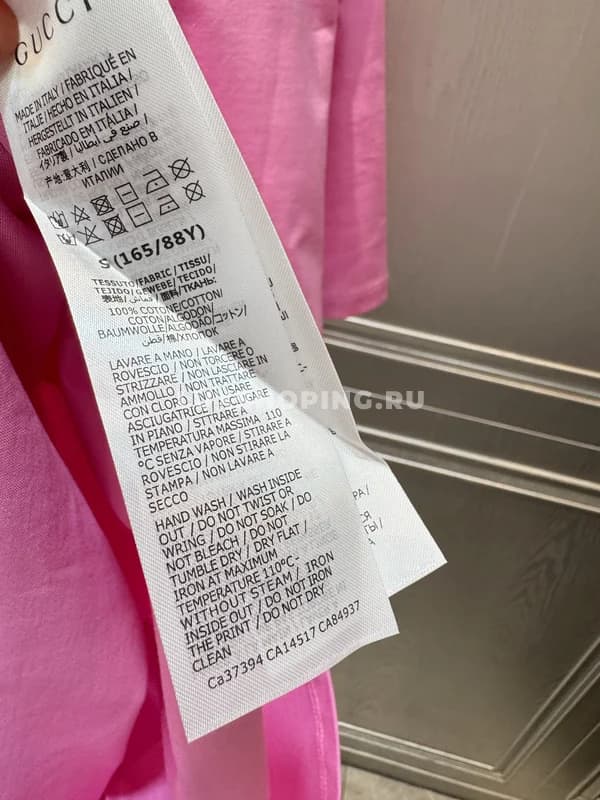 GUCCI
MADE IN ITALY / FABRIQUÉ EN
ITALIE / HECHO EN ITALIA /
HERGESTELLT IN ITALIEN /
FABRICADO EM ITÁLIA /
イタリア製 / صنع في ايطاليا /
产地:意大利 / СДЕЛАНО В
ИТАЛИИ
S (165/88Y)
TESSUTO / FABRIC / TISSU /
TEJIDO / GEWEBE / TECIDO /
表地 / قماش / 面料 / ТКАНЬ:
100% COTONE/COTTON/
COTON/ALGODON/
BAUMWOLLE/ALGODÃO/コットン/
قطن/棉/ХЛОПОК
LAVARE A MANO / LAVARE A
ROVESCIO / NON TORCERE O
STRIZZARE / NON LASCIARE IN
AMMOLLO / NON TRATTARE
CON CLORO / NON USARE
ASCIUGATRICE / ASCIUGARE
IN PIANO / STIRARE A
TEMPERATURA MASSIMA 110
°C SENZA VAPORE / STIRARE A
ROVESCIO / NON STIRARE LA
STAMPA / NON LAVARE A
SECCO
HAND WASH / WASH INSIDE
OUT / DO NOT TWIST OR
WRING / DO NOT SOAK / DO
NOT BLEACH / DO NOT
TUMBLE DRY / DRY FLAT /
IRON AT MAXIMUM
TEMPERATURE 110°C
WITHOUT STEAM / IRON
INSIDE OUT / DO NOT IRON
THE PRINT / DO NOT DRY
CLEAN
Ca37394 CA14517 CA84937
OPING.RU